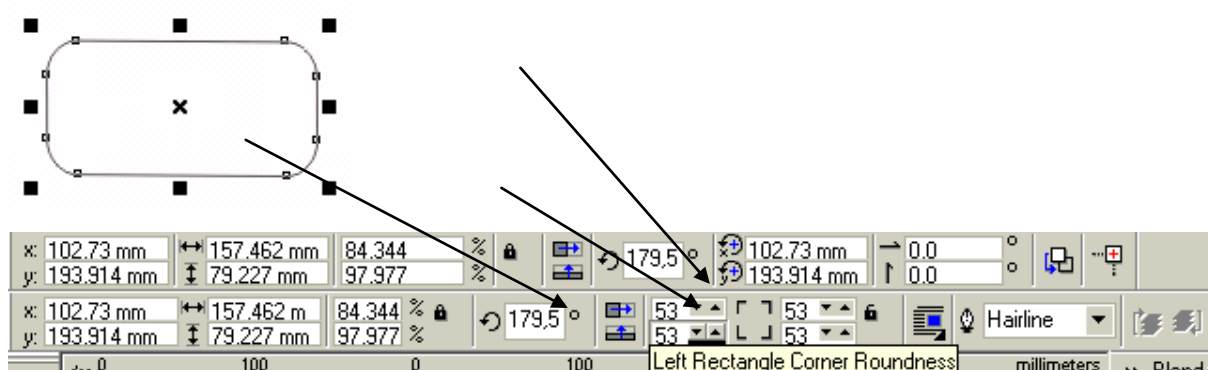 x: 102.73 mm 157.462 mm 84.344 % 179,5 ° 102.73 mm 0.0 °
y: 193.914 mm 79.227 mm 97.977 % 193.914 mm 0.0 °
x: 102.73 mm 157.462 m 84.344 % 179,5 ° 53 53 Hairline
y: 193.914 mm 79.227 mm 97.977 % 53 53
100 0 100 Left Rectangle Corner Roundness millimeters Blend